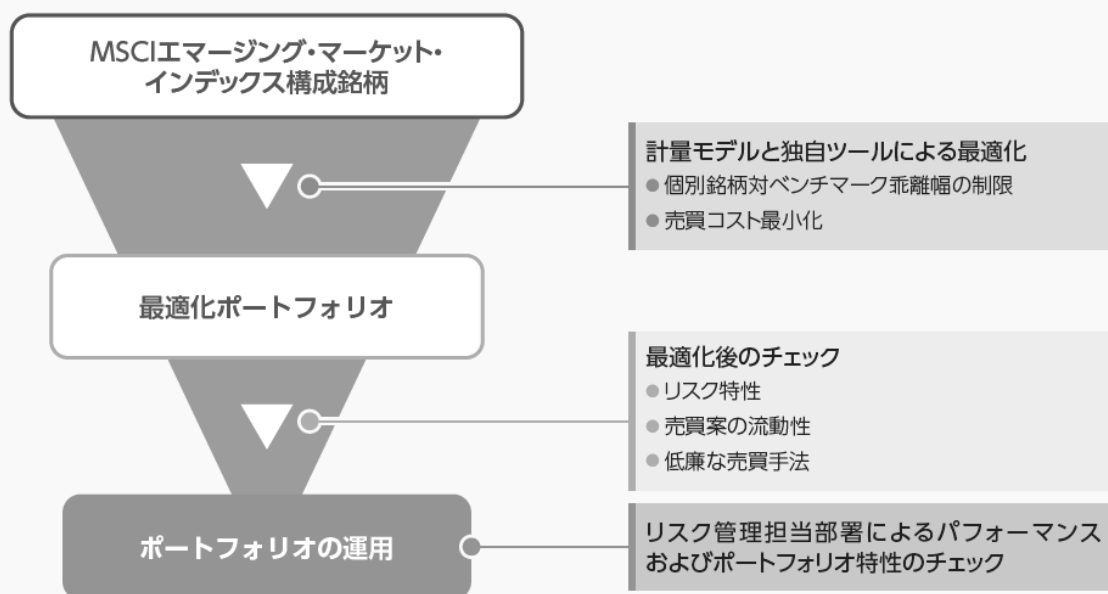 MSCIエマージング・マーケット・
インデックス構成銘柄
計量モデルと独自ツールによる最適化
● 個別銘柄対ベンチマーク乖離幅の制限
● 売買コスト最小化
最適化ポートフォリオ
最適化後のチェック
● リスク特性
● 売買案の流動性
● 低廉な売買手法
ポートフォリオの運用
リスク管理担当部署によるパフォーマンス
およびポートフォリオ特性のチェック